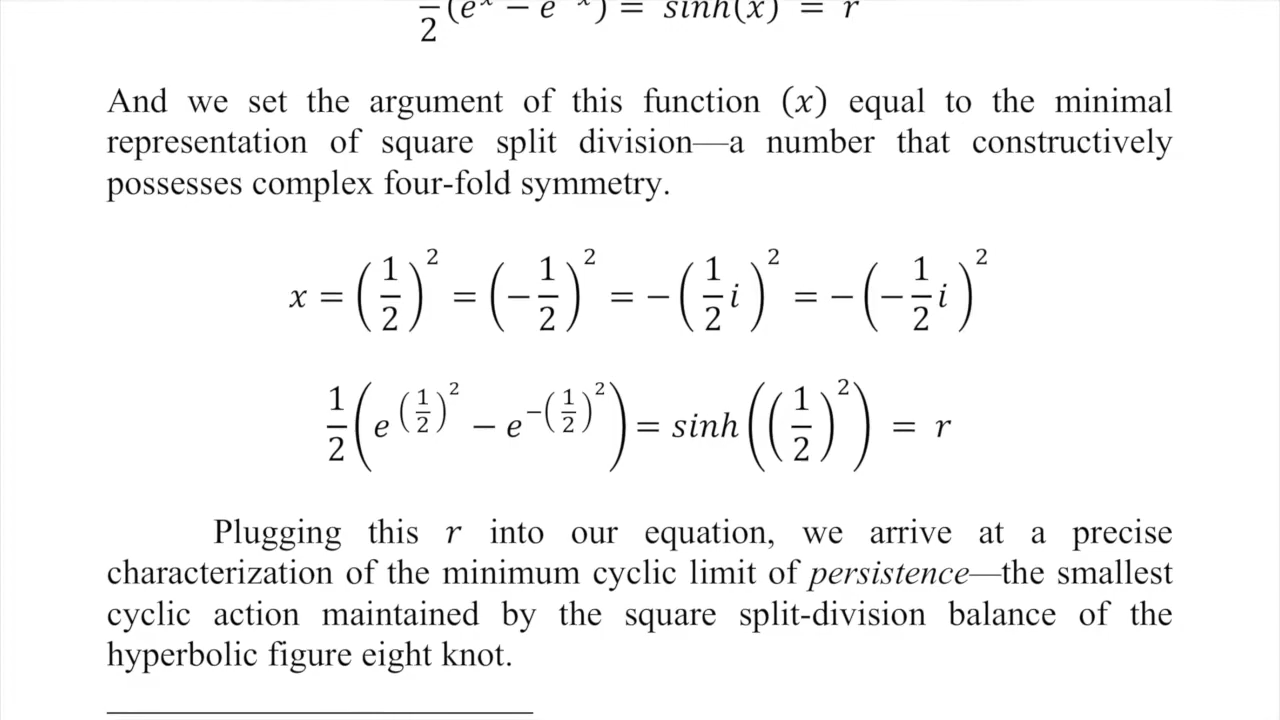 1/2 (eˣ − e⁻ˣ) = sinh(x) = r
And we set the argument of this function (x) equal to the minimal
representation of square split division—a number that constructively
possesses complex four-fold symmetry.
x = (1/2)² = (−1/2)² = −(1/2 i)² = −(−1/2 i)²
1/2 (e^(1/2)² − e^−(1/2)²) = sinh((1/2)²) = r
Plugging this r into our equation, we arrive at a precise
characterization of the minimum cyclic limit of persistence—the smallest
cyclic action maintained by the square split-division balance of the
hyperbolic figure eight knot.